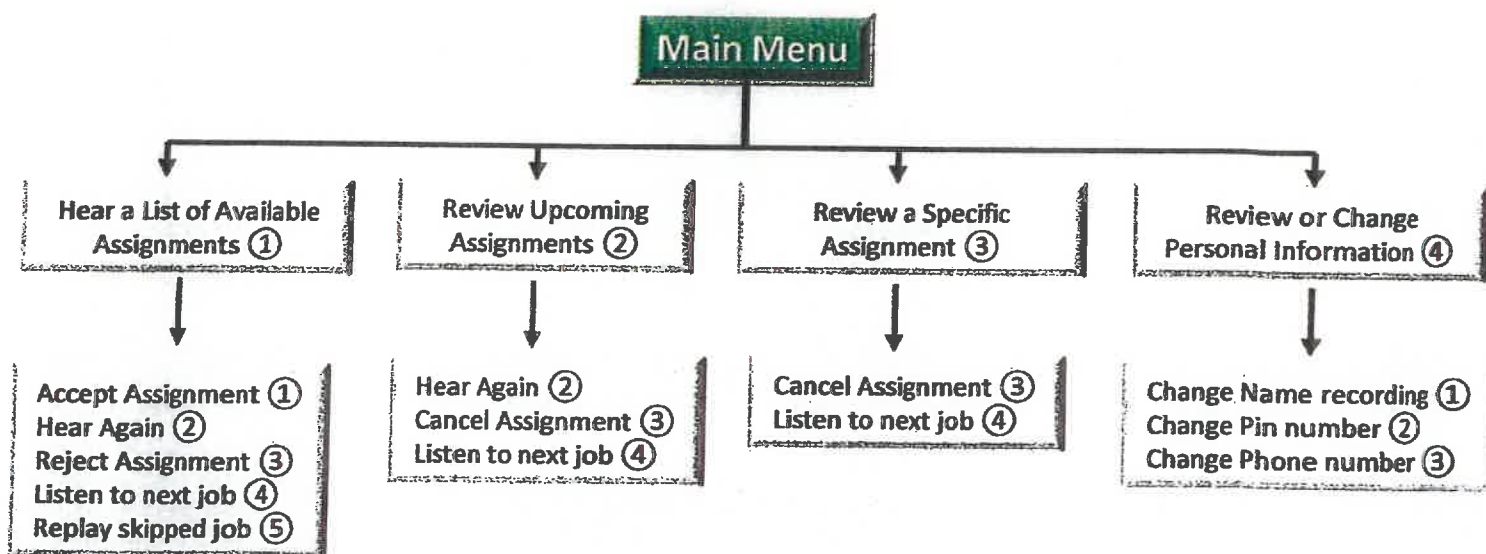 Main Menu
Hear a List of Available
Assignments ①
Review Upcoming
Assignments ②
Review a Specific
Assignment ③
Review or Change
Personal Information ④
Accept Assignment ①
Hear Again ②
Reject Assignment ③
Listen to next job ④
Replay skipped job ⑤
Hear Again ②
Cancel Assignment ③
Listen to next job ④
Cancel Assignment ③
Listen to next job ④
Change Name recording ①
Change Pin number ②
Change Phone number ③